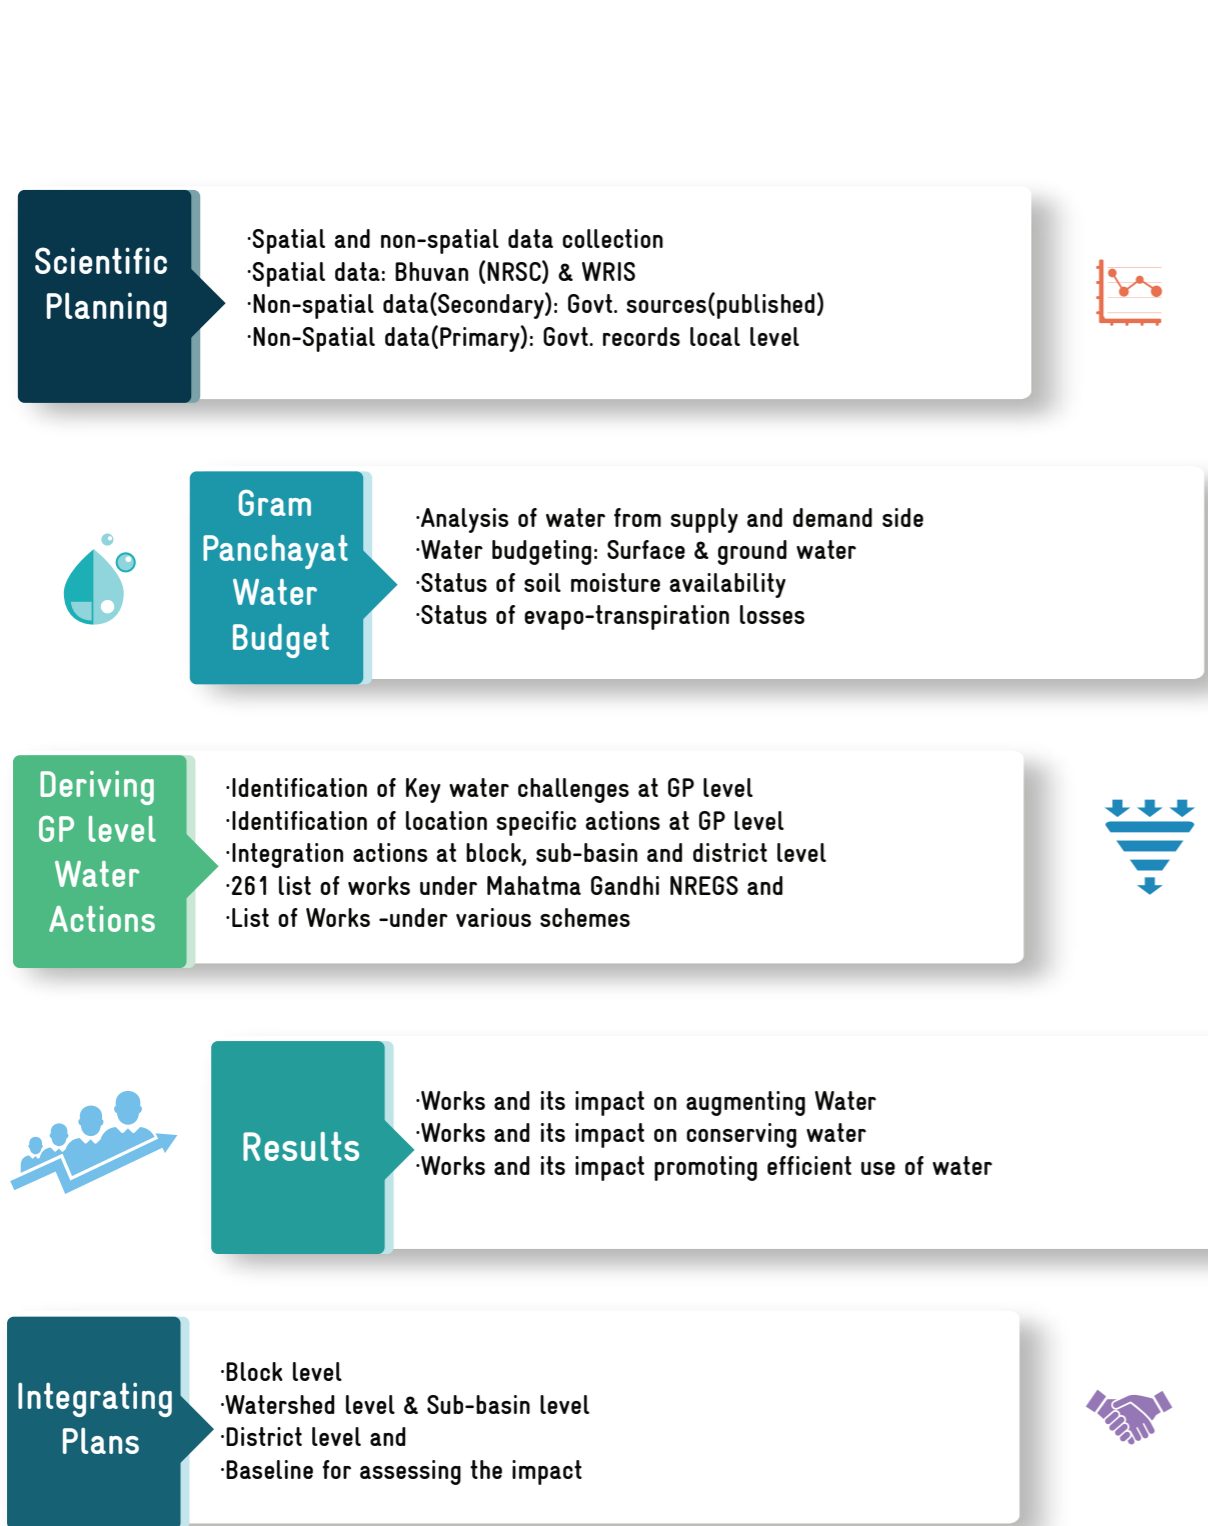 Scientific
Planning
·Spatial and non-spatial data collection
·Spatial data: Bhuvan (NRSC) & WRIS
·Non-spatial data(Secondary): Govt. sources(published)
·Non-Spatial data(Primary): Govt. records local level
Gram
Panchayat
Water
Budget
·Analysis of water from supply and demand side
·Water budgeting: Surface & ground water
·Status of soil moisture availability
·Status of evapo-transpiration losses
Deriving
GP level
Water
Actions
·Identification of Key water challenges at GP level
·Identification of location specific actions at GP level
·Integration actions at block, sub-basin and district level
·261 list of works under Mahatma Gandhi NREGS and
·List of Works -under various schemes
Results
·Works and its impact on augmenting Water
·Works and its impact on conserving water
·Works and its impact promoting efficient use of water
Integrating
Plans
·Block level
·Watershed level & Sub-basin level
·District level and
·Baseline for assessing the impact